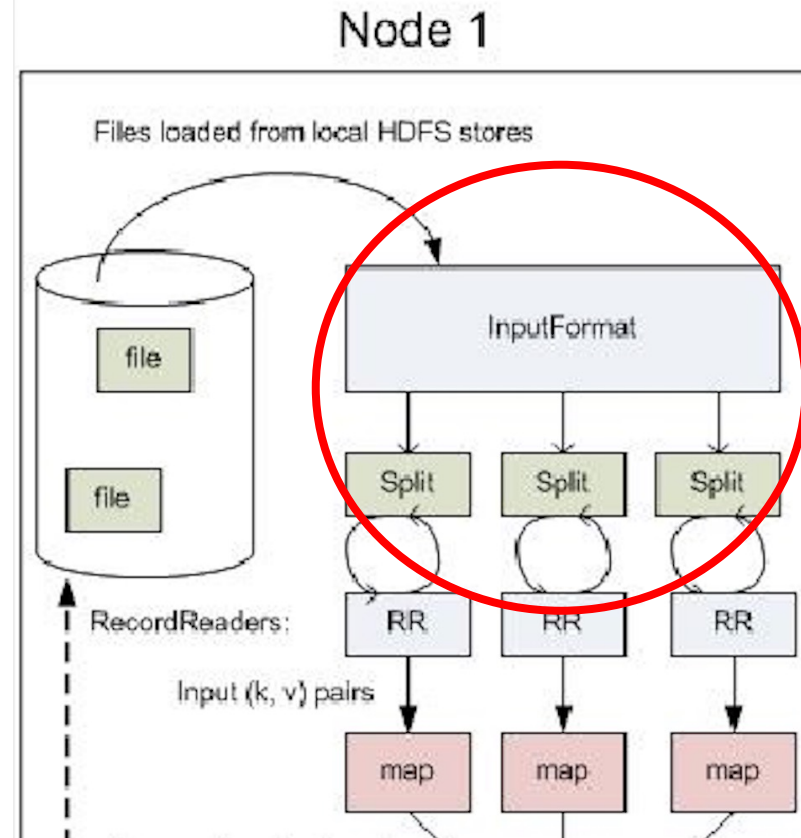 Node 1
Files loaded from local HDFS stores
InputFormat
file
file
Split
Split
Split
RecordReaders:
RR
RR
RR
Input (k, v) pairs
map
map
map